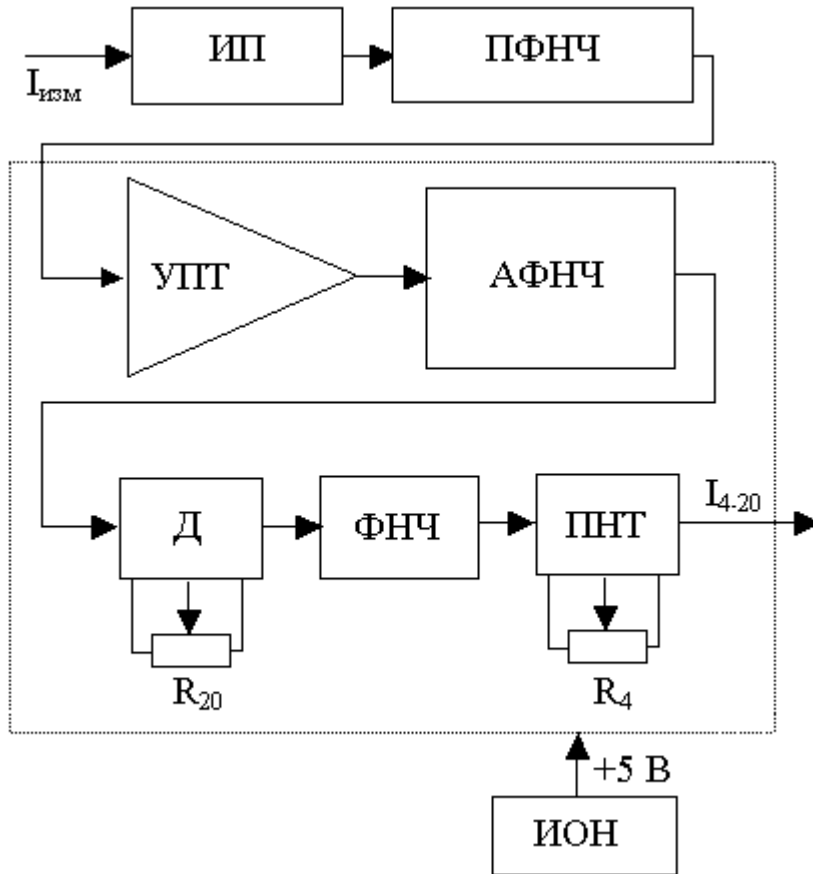 ИП
ПФНЧ
Iизм
УПТ
АФНЧ
Д
ФНЧ
ПНТ
I4-20
R20
R4
+5 В
ИОН